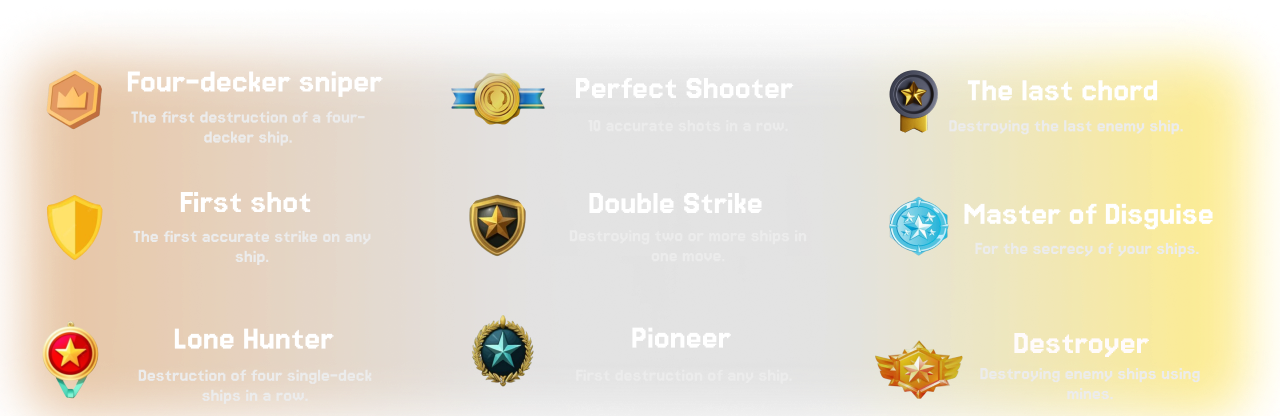 Four-decker sniper
The first destruction of a four-
decker ship.
Perfect Shooter
10 accurate shots in a row.
The last chord
Destroying the last enemy ship.
First shot
The first accurate strike on any
ship.
Double Strike
Destroying two or more ships in
one move.
Master of Disguise
For the secrecy of your ships.
Lone Hunter
Destruction of four single-deck
ships in a row.
Pioneer
First destruction of any ship.
Destroyer
Destroying enemy ships using